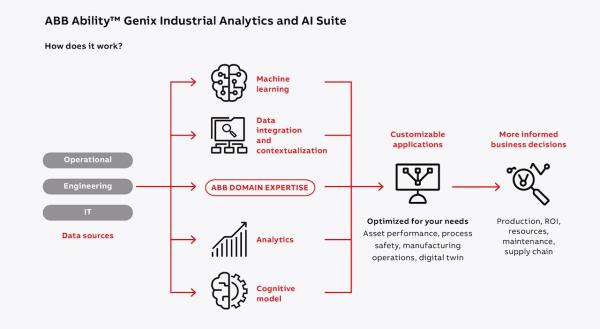 ABB Ability™ Genix Industrial Analytics and AI Suite
How does it work?
Operational
Engineering
IT
Data sources
Machine
learning
Data
integration
and
contextualization
ABB DOMAIN EXPERTISE
Analytics
Cognitive
model
Customizable
applications
Optimized for your needs
Asset performance, process
safety, manufacturing
operations, digital twin
More informed
business decisions
Production, ROI,
resources,
maintenance,
supply chain